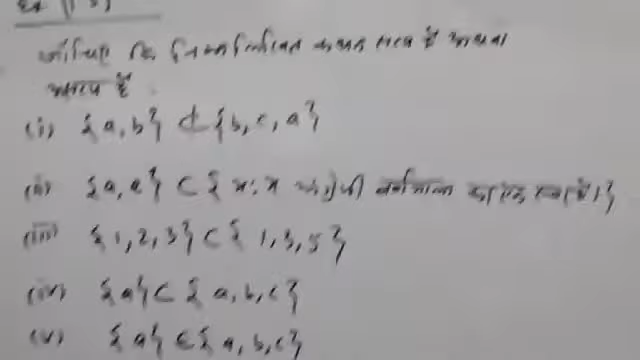 जाँचिए कि निम्नलिखित कथन सत्य है अथवा
असत्य है
(i) {a, b} ⊄ {b, c, a}
(ii) {a, e} ⊂ {x : x अंग्रेजी वर्णमाला का एक स्वर है।}
(iii) {1, 2, 3} ⊂ {1, 3, 5}
(iv) {a} ⊂ {a, b, c}
(v) {a} ∈ {a, b, c}